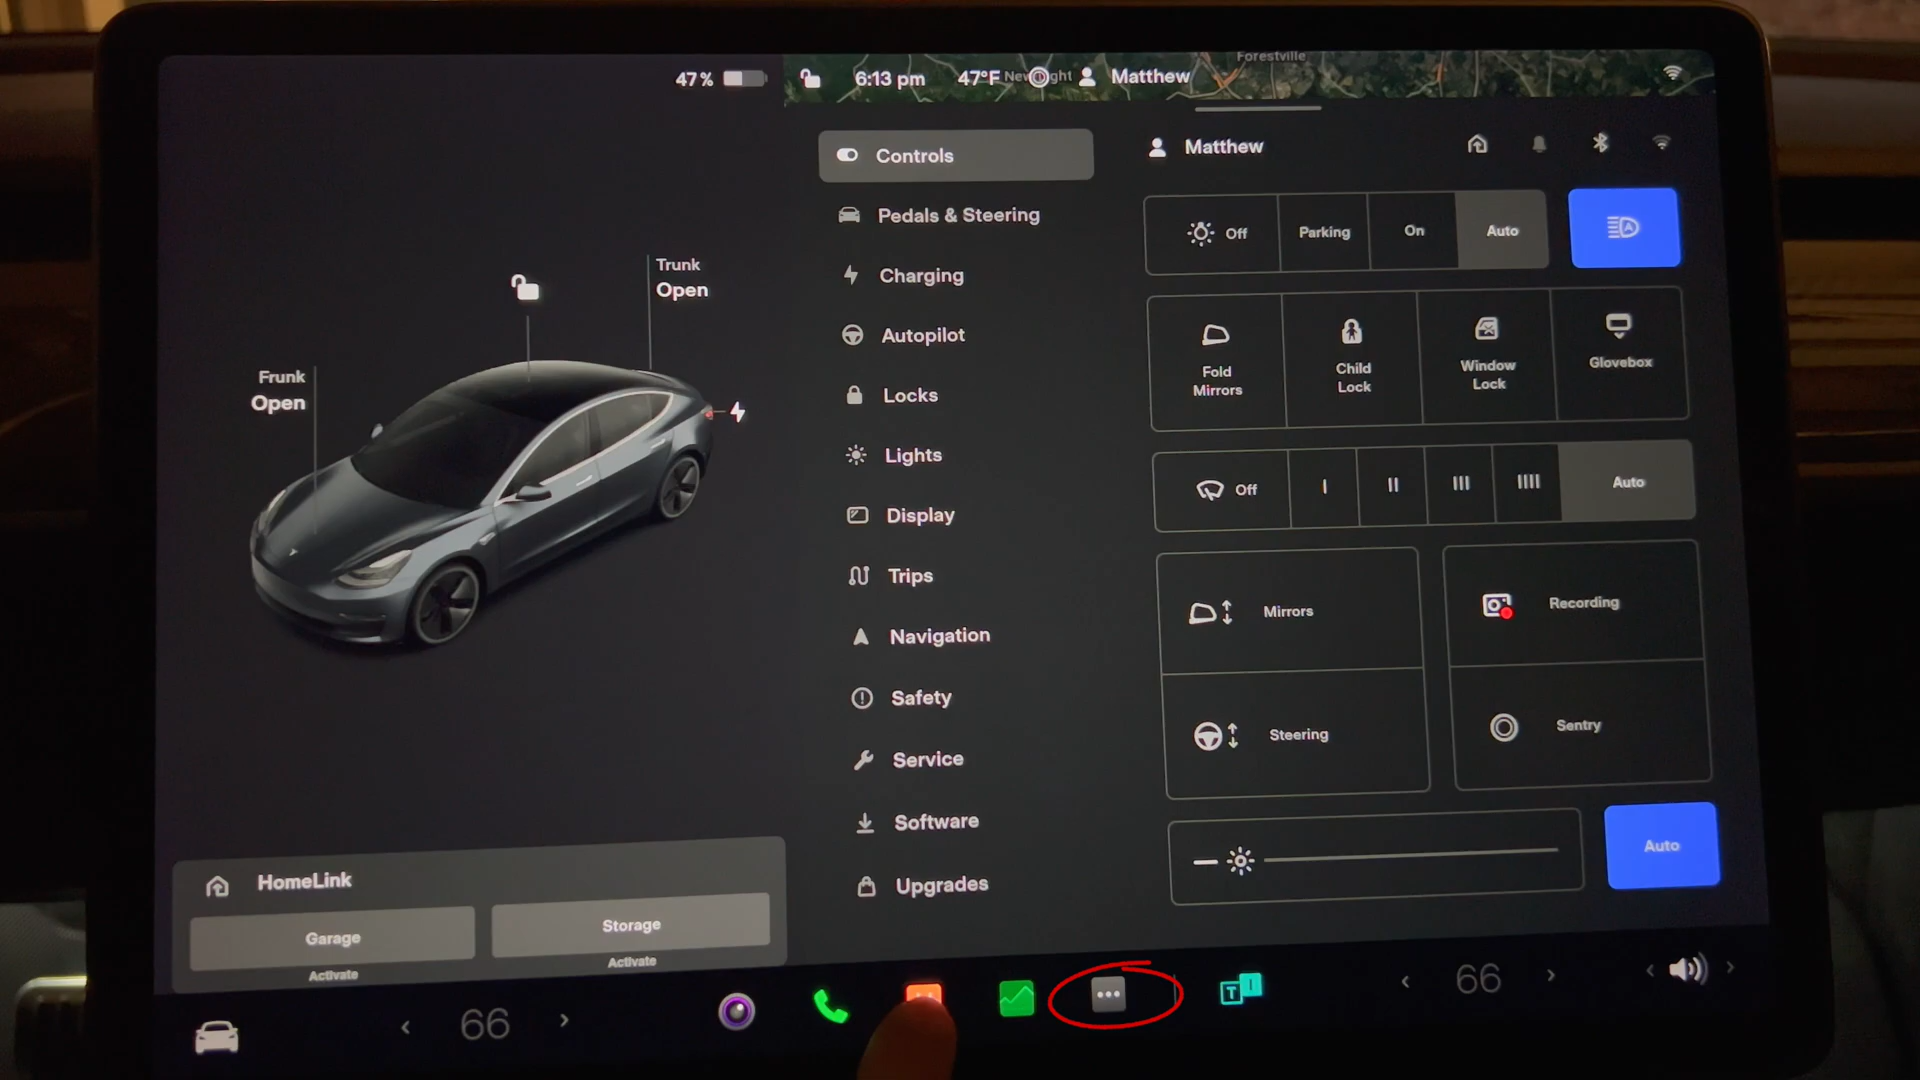 47%
6:13 pm
47°F
Matthew
Forestville
Controls
Pedals & Steering
Charging
Autopilot
Locks
Lights
Display
Trips
Navigation
Safety
Service
Software
Upgrades
Trunk
Open
Frunk
Open
Matthew
Off
Parking
On
Auto
A
Fold
Mirrors
Child
Lock
Window
Lock
Glovebox
Off
I
II
III
IIII
Auto
Mirrors
Recording
Steering
Sentry
Auto
HomeLink
Garage
Activate
Storage
Activate
66
T
I
66